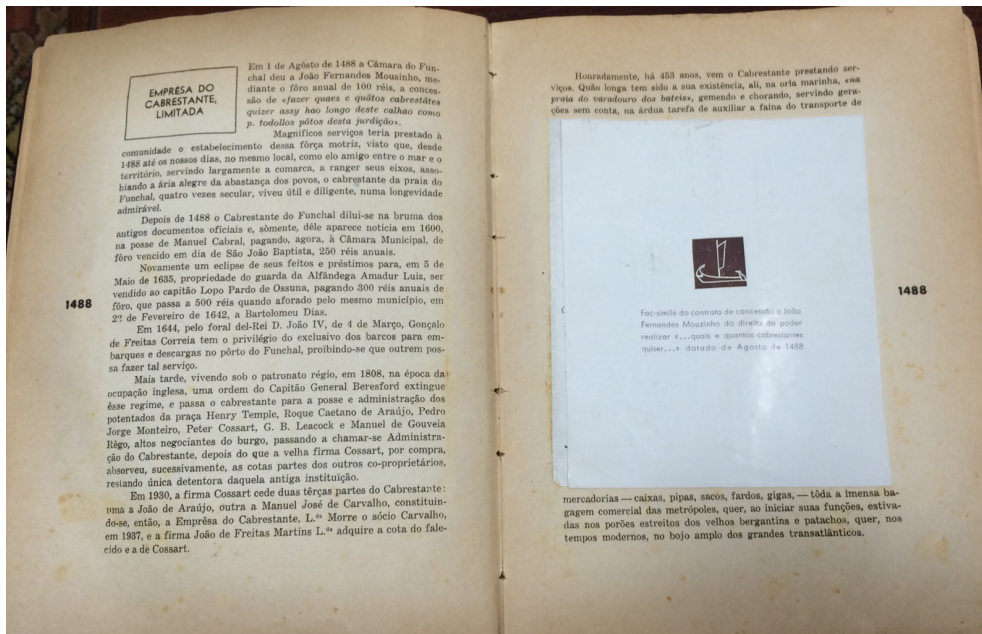 EMPRÊSA DO
CABRESTANTE,
LIMITADA
Em 1 de Agôsto de 1488 a Câmara do Fun-
chal deu a João Fernandes Mousinho, me-
diante o fôro anual de 100 réis, a conces-
são de «fazer quaes e quãtos cabrestãtes
quizer assy hao longo deste calhao como
p. todollos pôtos desta jurdição».
Magníficos serviços teria prestado à
comunidade o estabelecimento dessa fôrça motriz, visto que, desde
1488 até os nossos dias, no mesmo local, como elo amigo entre o mar e o
território, servindo largamente a comarca, a ranger seus eixos, asso-
biando a ária alegre da abastança dos povos, o cabrestante da praia do
Funchal, quatro vezes secular, viveu útil e diligente, numa longevidade
admirável.
Depois de 1488 o Cabrestante do Funchal dilui-se na bruma dos
antigos documentos oficiais e, sòmente, dêle aparece notícia em 1600,
na posse de Manuel Cabral, pagando, agora, à Câmara Municipal, de
fôro vencido em dia de São João Baptista, 250 réis anuais.
Novamente um eclipse de seus feitos e préstimos para, em 5 de
Maio de 1635, propriedade do guarda da Alfândega Amadur Luiz, ser
vendido ao capitão Lopo Pardo de Ossuna, pagando 300 réis anuais de
fôro, que passa a 500 réis quando aforado pelo mesmo município, em
de Fevereiro de 1642, a Bartolomeu Dias.
Em 1644, pelo foral del-Rei D. João IV, de 4 de Março, Gonçalo
de Freitas Correia tem o privilégio do exclusivo dos barcos para em-
barques e descargas no pôrto do Funchal, proïbindo-se que outrem pos-
sa fazer tal serviço.
Mais tarde, vivendo sob o patronato régio, em 1808, na época da
ocupação inglesa, uma ordem do Capitão General Beresford extingue
êsse regime, e passa o cabrestante para a posse e administração dos
potentados da praça Henry Temple, Roque Caetano de Araújo, Pedro
Jorge Monteiro, Peter Cossart, G. B. Leacock e Manuel de Gouveia
Rêgo, altos negociantes do burgo, passando a chamar-se Administra-
ção do Cabrestante, depois do que a velha firma Cossart, por compra,
absorveu, sucessivamente, as cotas partes dos outros co-proprietários,
restando única detentora daquela antiga instituïção.
Em 1930, a firma Cossart cede duas têrças partes do Cabrestante:
uma a João de Araújo, outra a Manuel José de Carvalho, constituin-
do-se, então, a Emprêsa do Cabrestante, L.da Morre o sócio Carvalho,
em 1937, e a firma João de Freitas Martins L.da adquire a cota do fale-
cido e a de Cossart.
1488
Honradamente, há 453 anos, vem o Cabrestante prestando ser-
viços. Quão longa tem sido a sua existência, ali, na orla marinha, «na
praia do varadouro dos bateis», gemendo e chorando, servindo gera-
ções sem conta, na árdua tarefa de auxiliar a faina do transporte de
Fac-simile do contrato de concessão a João
Fernandes Mouzinho do direito de poder
realizar «...quais e quantos cabrestantes
quiser...» datado de Agosto de 1488
1488
mercadorias — caixas, pipas, sacos, fardos, gigas, — tôda a imensa ba-
gagem comercial das metrópoles, quer, ao iniciar suas funções, estiva-
das nos porões estreitos dos velhos bergantins e patachos, quer, nos
tempos modernos, no bojo amplo dos grandes transatlânticos.